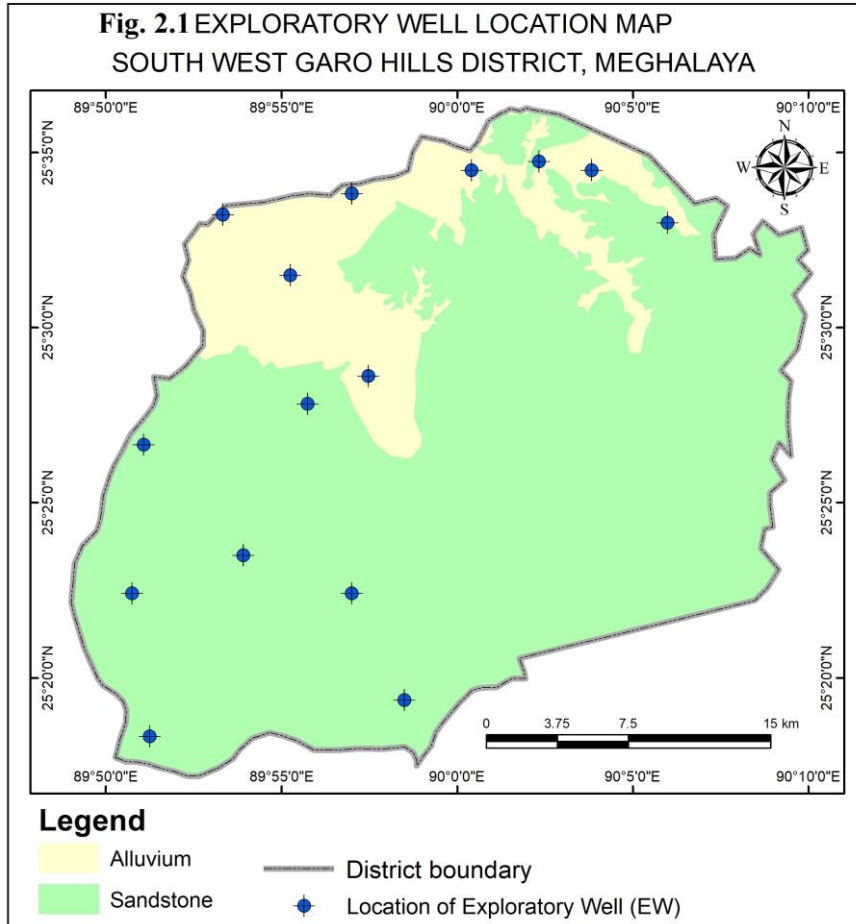 Fig. 2.1 EXPLORATORY WELL LOCATION MAP
SOUTH WEST GARO HILLS DISTRICT, MEGHALAYA
89°50'0"E 89°55'0"E 90°0'0"E 90°5'0"E 90°10'0"E
N
W E
S
25°35'0"N 25°35'0"N
25°30'0"N 25°30'0"N
25°25'0"N 25°25'0"N
25°20'0"N 25°20'0"N
0 3.75 7.5 15 km
89°50'0"E 89°55'0"E 90°0'0"E 90°5'0"E 90°10'0"E
Legend
Alluvium District boundary
Sandstone Location of Exploratory Well (EW)